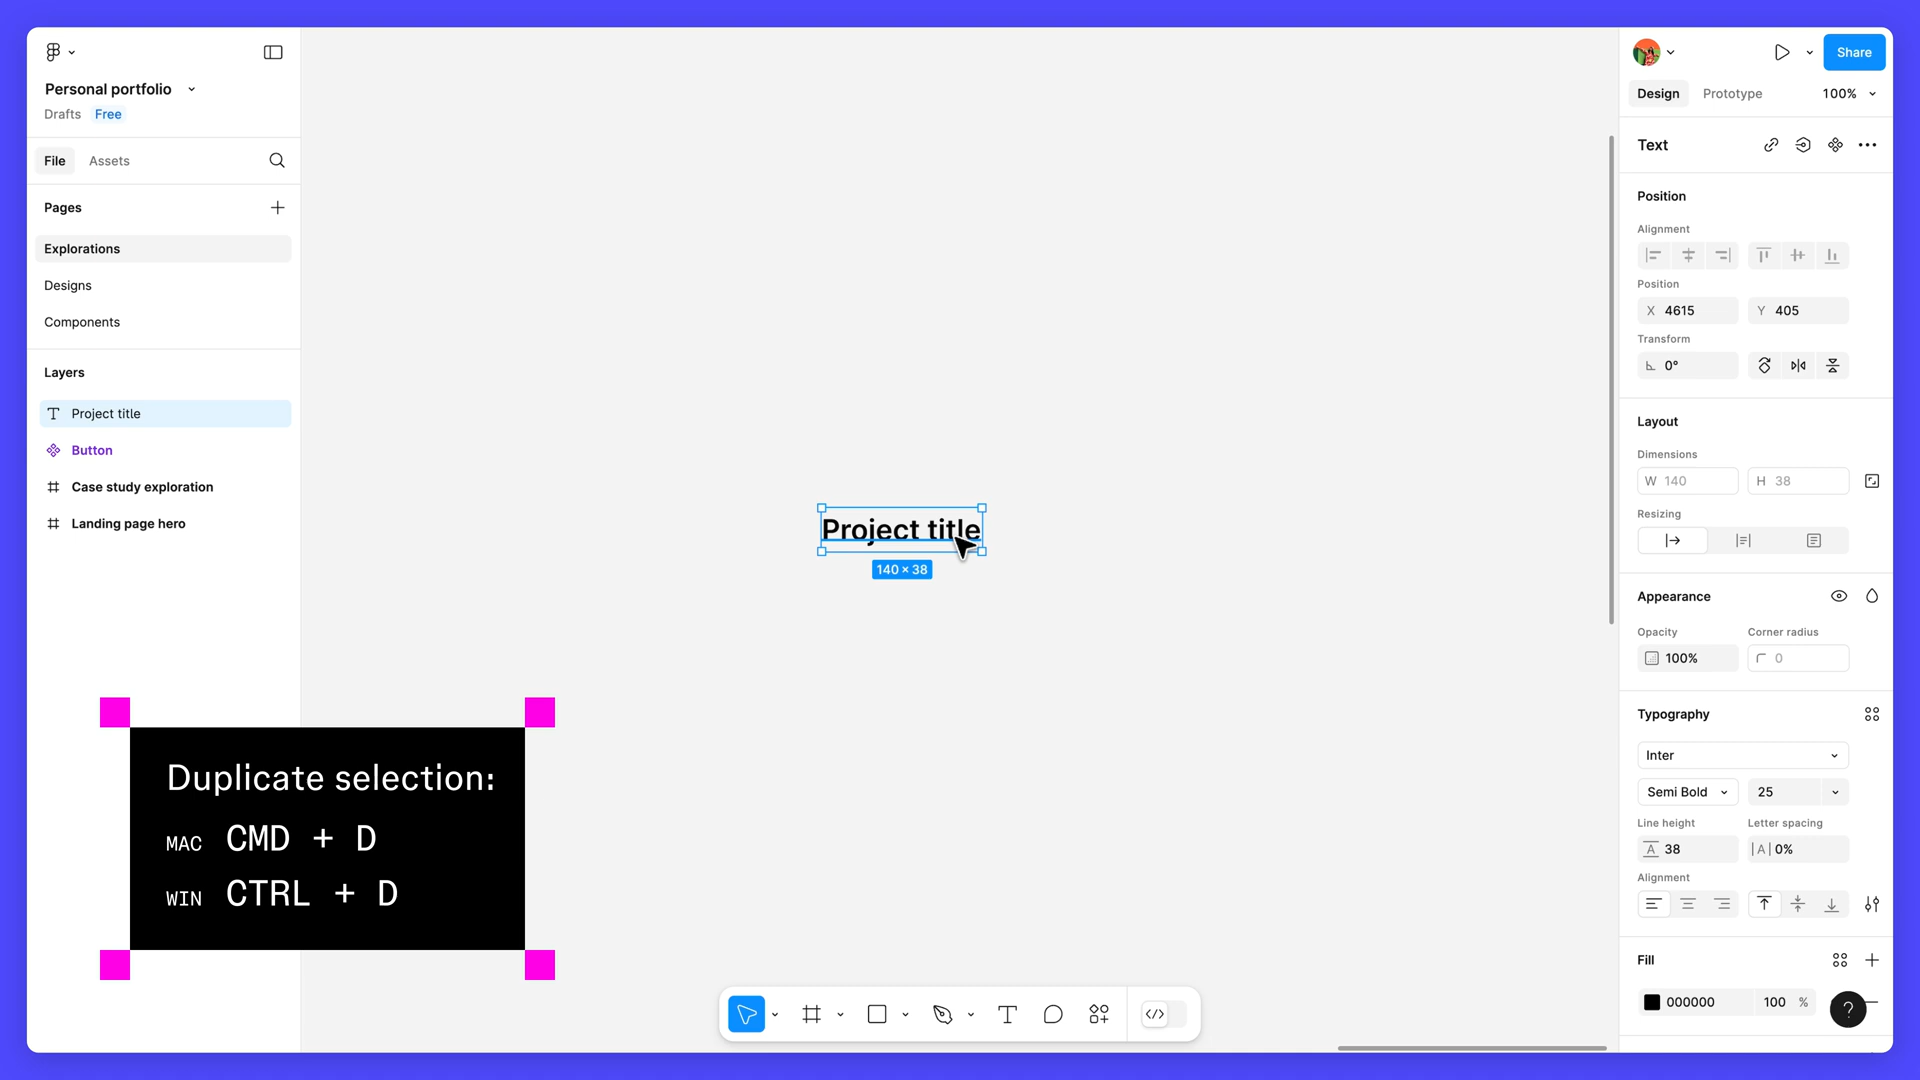 Personal portfolio
Drafts Free
File Assets
Pages
Explorations
Designs
Components
Layers
Project title
Button
Case study exploration
Landing page hero
Project title
140 × 38
Duplicate selection:
MAC CMD + D
WIN CTRL + D
Share
Design Prototype 100%
Text
Position
Alignment
Position
X 4615 Y 405
Transform
0°
Layout
Dimensions
W 140 H 38
Resizing
Appearance
Opacity Corner radius
100% 0
Typography
Inter
Semi Bold 25
Line height Letter spacing
38 |A| 0%
Alignment
Fill
000000 100 %
?